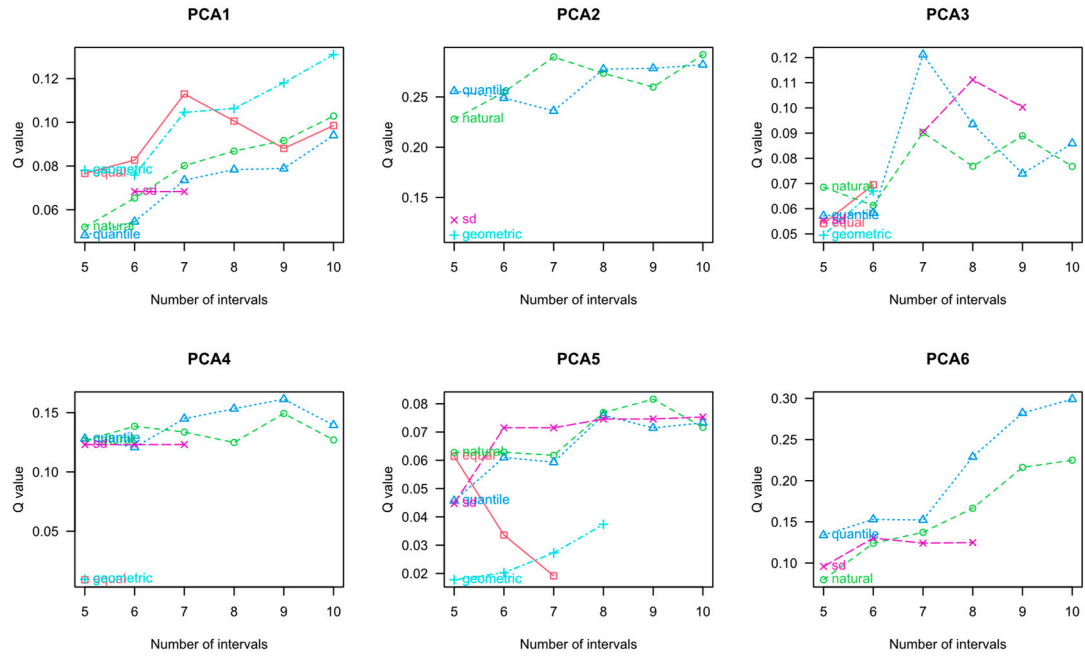 PCA1
Q value
0.12
0.10
0.08
0.06
geometric
equal
sd
natural
quantile
5 6 7 8 9 10
Number of intervals
PCA2
Q value
0.25
0.20
0.15
quantile
natural
sd
geometric
5 6 7 8 9 10
Number of intervals
PCA3
Q value
0.12
0.11
0.10
0.09
0.08
0.07
0.06
0.05
natural
quantile
sd
equal
geometric
5 6 7 8 9 10
Number of intervals
PCA4
Q value
0.15
0.10
0.05
quantile
natural
sd
equal
geometric
5 6 7 8 9 10
Number of intervals
PCA5
Q value
0.08
0.07
0.06
0.05
0.04
0.03
0.02
natural
equal
quantile
sd
geometric
5 6 7 8 9 10
Number of intervals
PCA6
Q value
0.30
0.25
0.20
0.15
0.10
quantile
sd
natural
5 6 7 8 9 10
Number of intervals